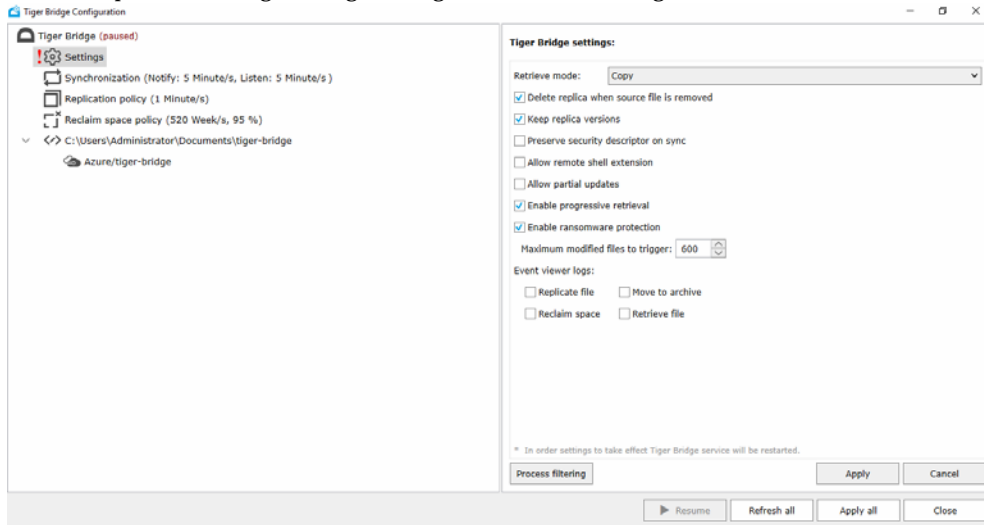 Tiger Bridge Configuration
Tiger Bridge (paused)
Settings
Synchronization (Notify: 5 Minute/s, Listen: 5 Minute/s )
Replication policy (1 Minute/s)
Reclaim space policy (520 Week/s, 95 %)
C:\Users\Administrator\Documents\tiger-bridge
Azure/tiger-bridge
Tiger Bridge settings:
Retrieve mode: Copy
Delete replica when source file is removed
Keep replica versions
Preserve security descriptor on sync
Allow remote shell extension
Allow partial updates
Enable progressive retrieval
Enable ransomware protection
Maximum modified files to trigger: 600
Event viewer logs:
Replicate file Move to archive
Reclaim space Retrieve file
* In order settings to take effect Tiger Bridge service will be restarted.
Process filtering Apply Cancel
Resume Refresh all Apply all Close